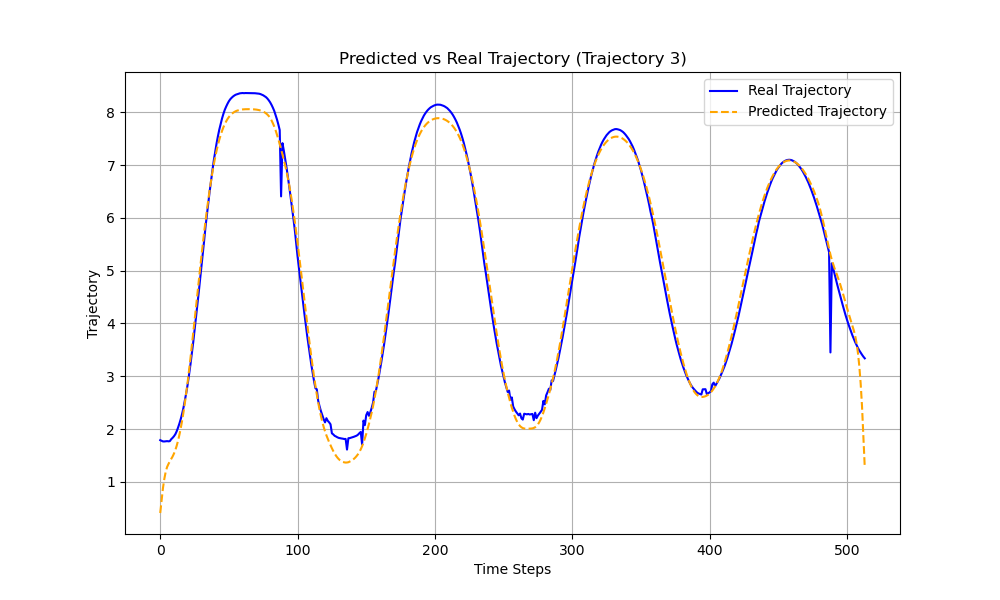 Predicted vs Real Trajectory (Trajectory 3)
Real Trajectory
Predicted Trajectory
8
7
6
5
4
3
2
1
Trajectory
0 100 200 300 400 500
Time Steps